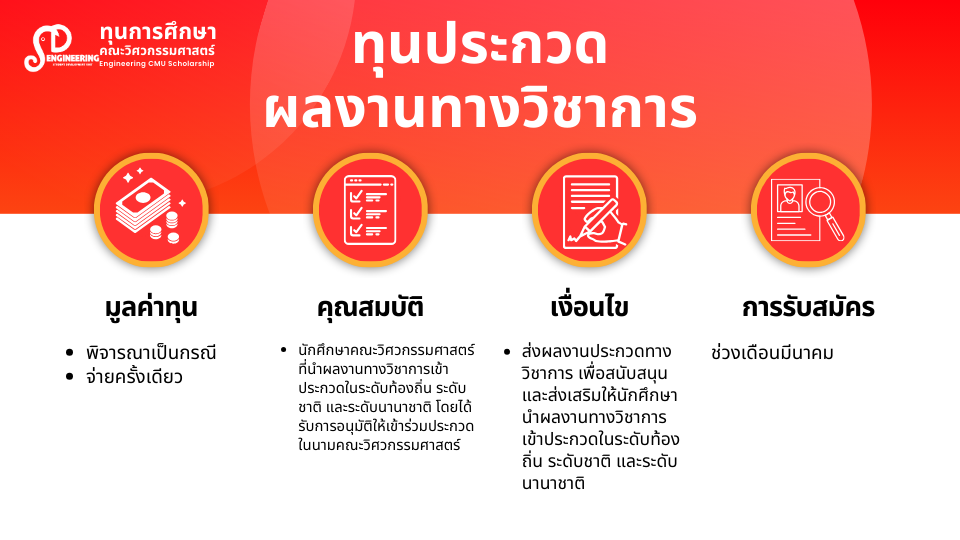 SD
ENGINEERING
STUDENT DEVELOPMENT UNIT
ทุนการศึกษา
คณะวิศวกรรมศาสตร์
Engineering CMU Scholarship
ทุนประกวด
ผลงานทางวิชาการ
มูลค่าทุน
• พิจารณาเป็นกรณี
• จ่ายครั้งเดียว
คุณสมบัติ
• นักศึกษาคณะวิศวกรรมศาสตร์
ที่นำผลงานทางวิชาการเข้า
ประกวดในระดับท้องถิ่น ระดับ
ชาติ และระดับนานาชาติ โดยได้
รับการอนุมัติให้เข้าร่วมประกวด
ในนามคณะวิศวกรรมศาสตร์
เงื่อนไข
• ส่งผลงานประกวดทาง
วิชาการ เพื่อสนับสนุน
และส่งเสริมให้นักศึกษา
นำผลงานทางวิชาการ
เข้าประกวดในระดับท้อง
ถิ่น ระดับชาติ และระดับ
นานาชาติ
การรับสมัคร
ช่วงเดือนมีนาคม